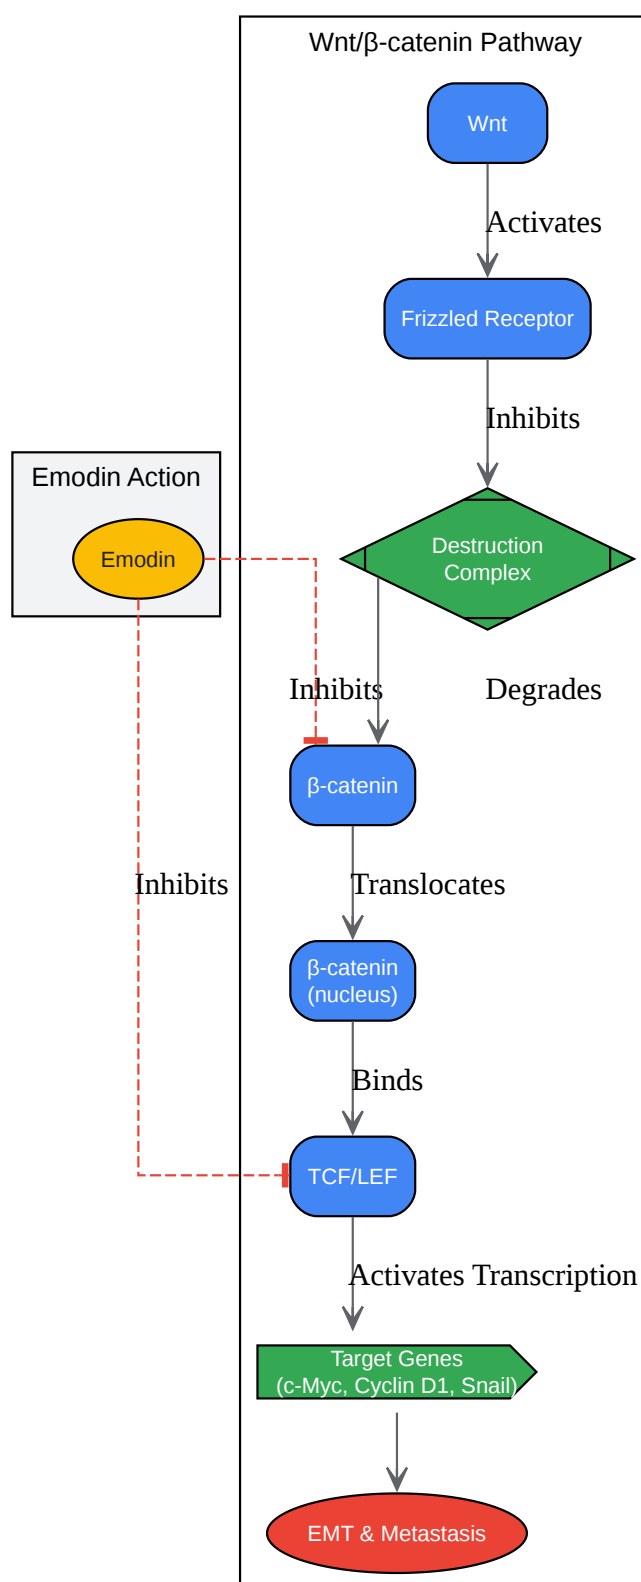 Wnt/β-catenin Pathway
Wnt
Activates
Frizzled Receptor
Inhibits
Emodin Action
Emodin
Destruction
Complex
Inhibits
Degrades
β-catenin
Inhibits
Translocates
β-catenin
(nucleus)
Binds
TCF/LEF
Activates Transcription
Target Genes
(c-Myc, Cyclin D1, Snail)
EMT & Metastasis